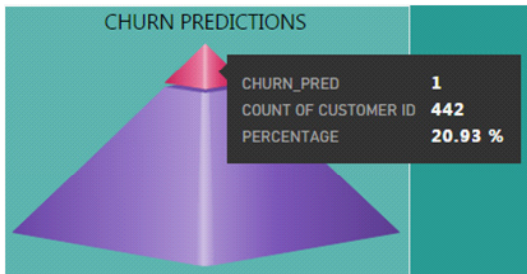 CHURN PREDICTIONS
CHURN_PRED 1
COUNT OF CUSTOMER ID 442
PERCENTAGE 20.93 %